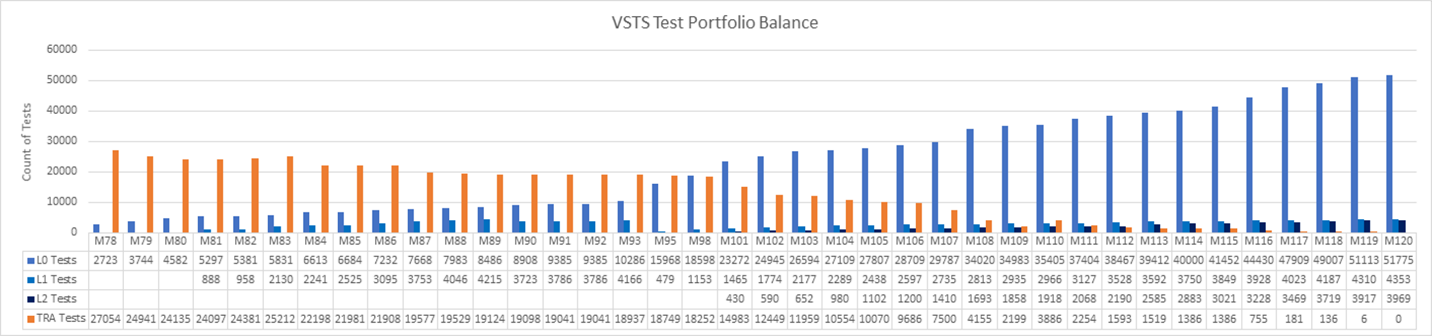 VSTS Test Portfolio Balance
60000
50000
40000
30000
20000
10000
0
Count of Tests
M78 M79 M80 M81 M82 M83 M84 M85 M86 M87 M88 M89 M90 M91 M92 M93 M95 M98 M101 M102 M103 M104 M105 M106 M107 M108 M109 M110 M111 M112 M113 M114 M115 M116 M117 M118 M119 M120
L0 Tests 2723 3744 4582 5297 5381 5831 6613 6684 7232 7668 7983 8486 8908 9385 9385 10286 15968 18598 23272 24945 26594 27109 27807 28709 29787 34020 34983 35405 37404 38467 39412 40000 41452 44430 47909 49007 51113 51775
L1 Tests 888 958 2130 2241 2525 3095 3753 4046 4215 3723 3786 3786 4166 479 1153 1465 1774 2177 2289 2438 2597 2735 2813 2935 2966 3127 3528 3592 3750 3849 3928 4023 4187 4310 4353
L2 Tests 430 590 652 980 1102 1200 1410 1693 1858 1918 2068 2190 2585 2883 3021 3228 3469 3719 3917 3969
TRA Tests 27054 24941 24135 24097 24381 25212 22198 21981 21908 19577 19529 19124 19098 19041 19041 18937 18749 18252 14983 12449 11959 10554 10070 9686 7500 4155 2199 3886 2254 1593 1519 1386 1386 755 181 136 6 0